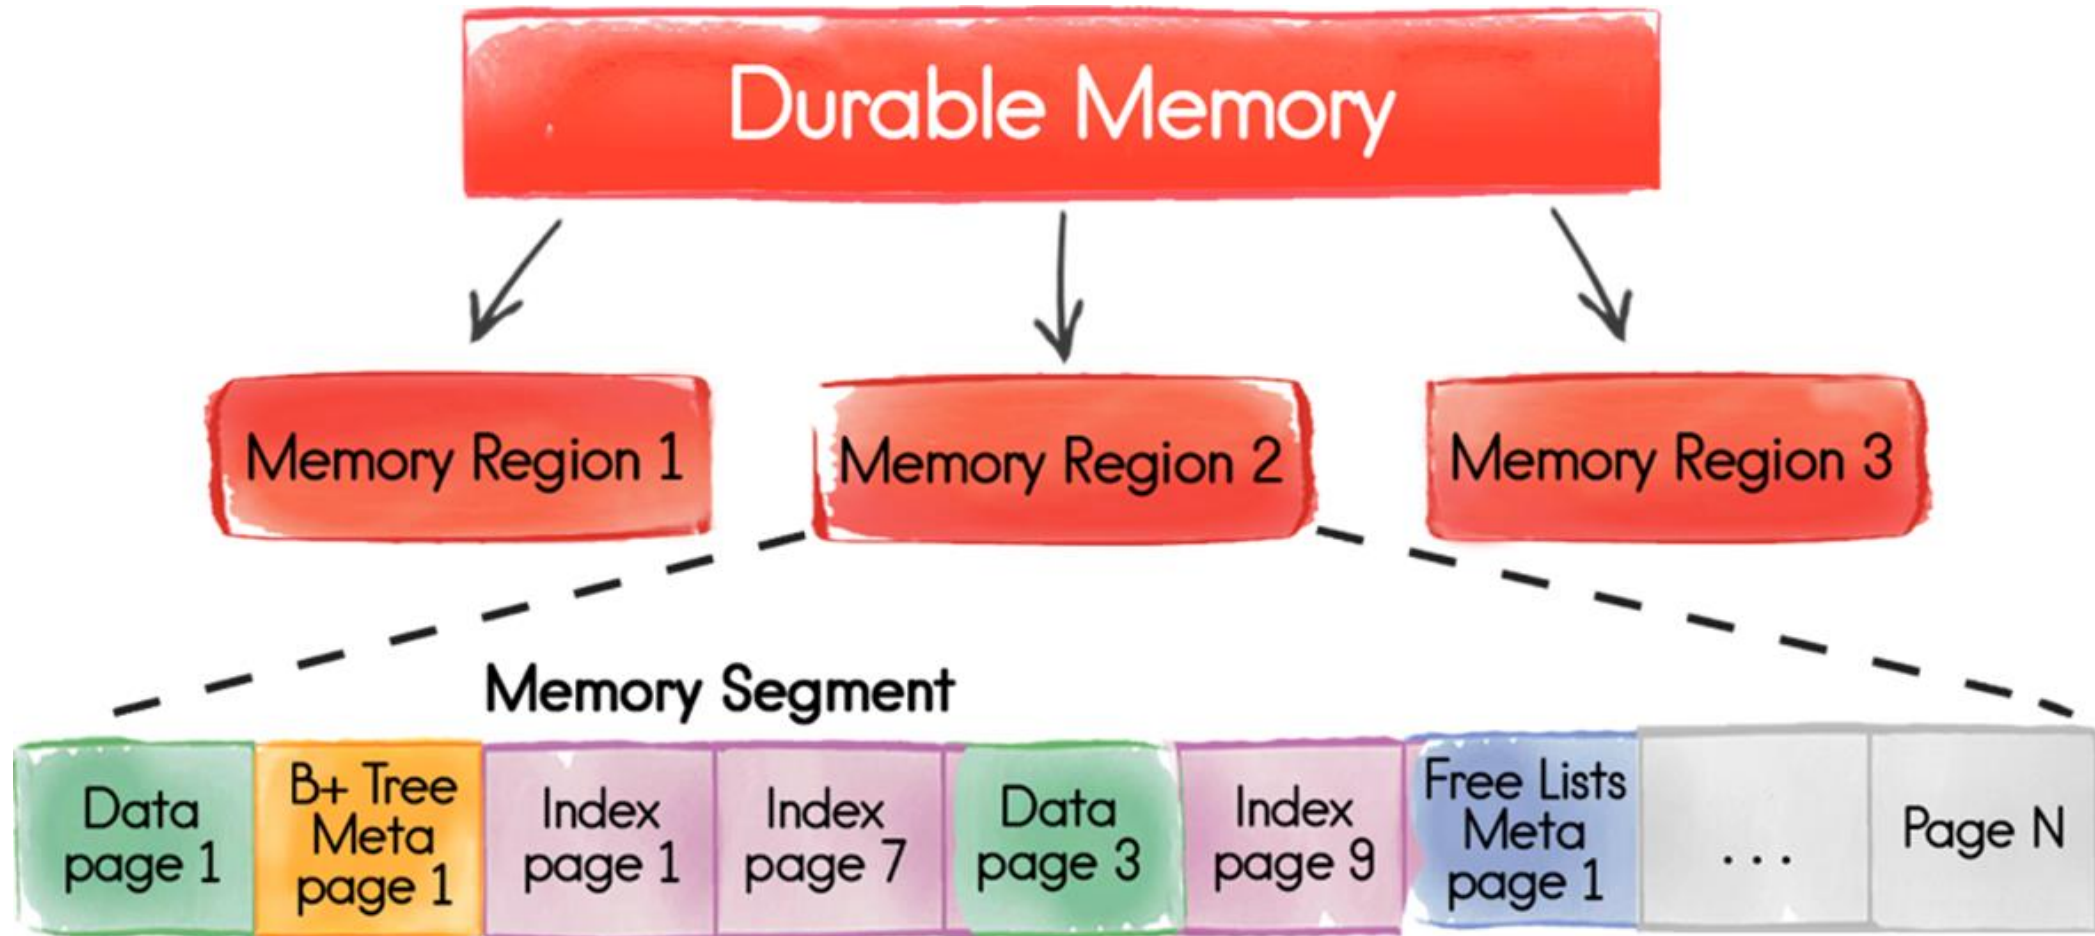 Durable Memory
Memory Region 1
Memory Region 2
Memory Region 3
Memory Segment
Data
page 1
B+ Tree
Meta
page 1
Index
page 1
Index
page 7
Data
page 3
Index
page 9
Free Lists
Meta
page 1
...
Page N